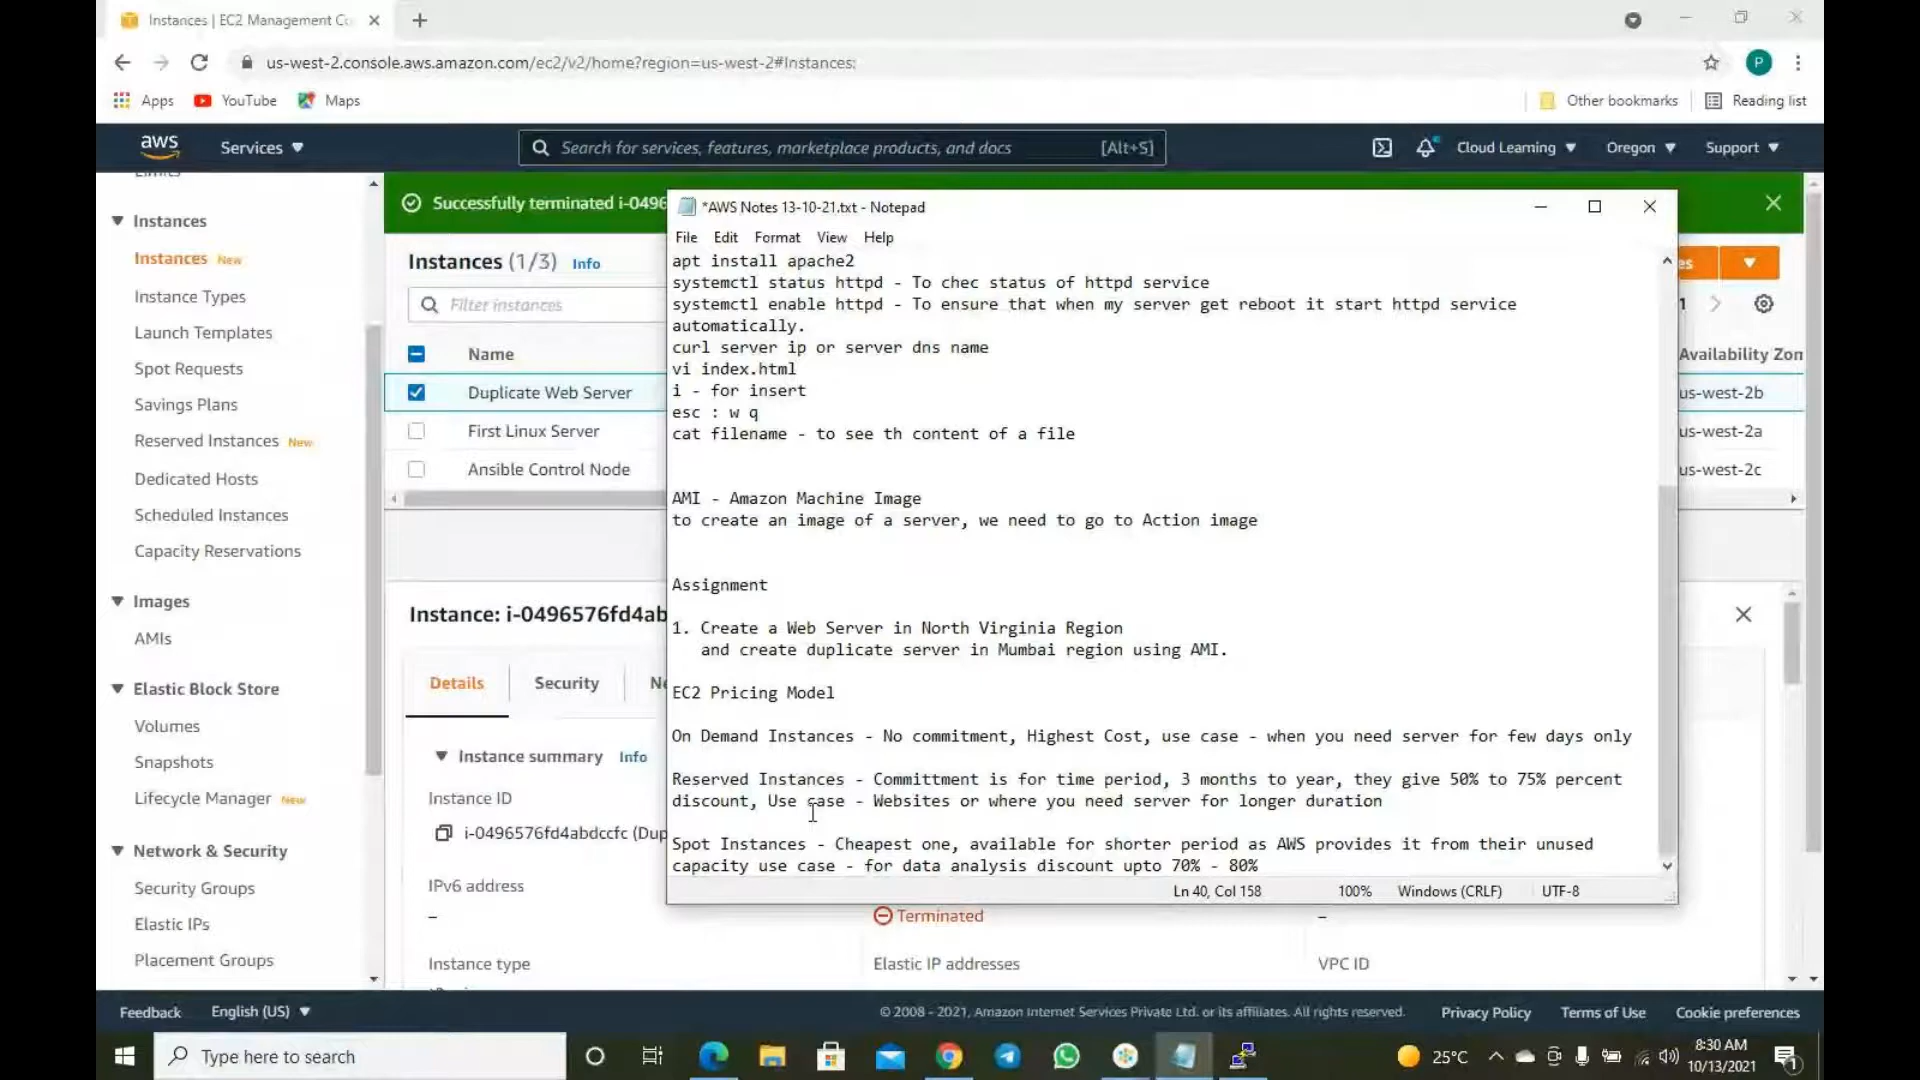 Instances | EC2 Management Co
us-west-2.console.aws.amazon.com/ec2/v2/home?region=us-west-2#Instances:
P
Apps
YouTube
Maps
Other bookmarks
Reading list
aws
Services
Search for services, features, marketplace products, and docs
[Alt+S]
Cloud Learning
Oregon
Support
Limits
Instances
Instances New
Instance Types
Launch Templates
Spot Requests
Savings Plans
Reserved Instances New
Dedicated Hosts
Scheduled Instances
Capacity Reservations
Images
AMIs
Elastic Block Store
Volumes
Snapshots
Lifecycle Manager New
Network & Security
Security Groups
Elastic IPs
Placement Groups
Successfully terminated i-0496
Instances (1/3) Info
Filter instances
Name
Duplicate Web Server
First Linux Server
Ansible Control Node
es
1
Availability Zon
us-west-2b
us-west-2a
us-west-2c
Instance: i-0496576fd4ab
Details
Security
Ne
Instance summary Info
Instance ID
i-0496576fd4abdccfc (Dup
IPv6 address
–
Terminated
–
Instance type
Elastic IP addresses
VPC ID
*AWS Notes 13-10-21.txt - Notepad
File Edit Format View Help
apt install apache2
systemctl status httpd - To chec status of httpd service
systemctl enable httpd - To ensure that when my server get reboot it start httpd service
automatically.
curl server ip or server dns name
vi index.html
i - for insert
esc : w q
cat filename - to see th content of a file
AMI - Amazon Machine Image
to create an image of a server, we need to go to Action image
Assignment
1. Create a Web Server in North Virginia Region
and create duplicate server in Mumbai region using AMI.
EC2 Pricing Model
On Demand Instances - No commitment, Highest Cost, use case - when you need server for few days only
Reserved Instances - Committment is for time period, 3 months to year, they give 50% to 75% percent
discount, Use case - Websites or where you need server for longer duration
Spot Instances - Cheapest one, available for shorter period as AWS provides it from their unused
capacity use case - for data analysis discount upto 70% - 80%
Ln 40, Col 158
100%
Windows (CRLF)
UTF-8
Feedback
English (US)
© 2008 - 2021, Amazon Internet Services Private Ltd. or its affiliates. All rights reserved.
Privacy Policy
Terms of Use
Cookie preferences
Type here to search
25°C
8:30 AM
10/13/2021
1